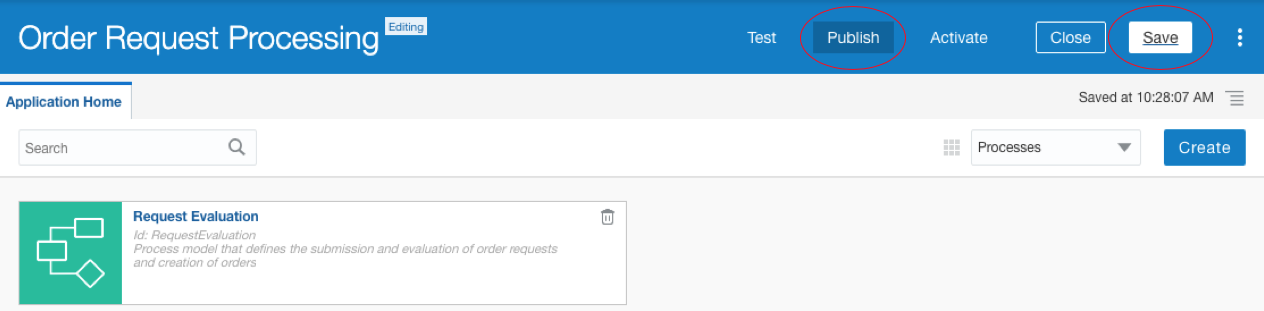 Order Request Processing Editing Test Publish Activate Close Save
Application Home Saved at 10:28:07 AM
Search Processes Create
Request Evaluation
Id: RequestEvaluation
Process model that defines the submission and evaluation of order requests
and creation of orders